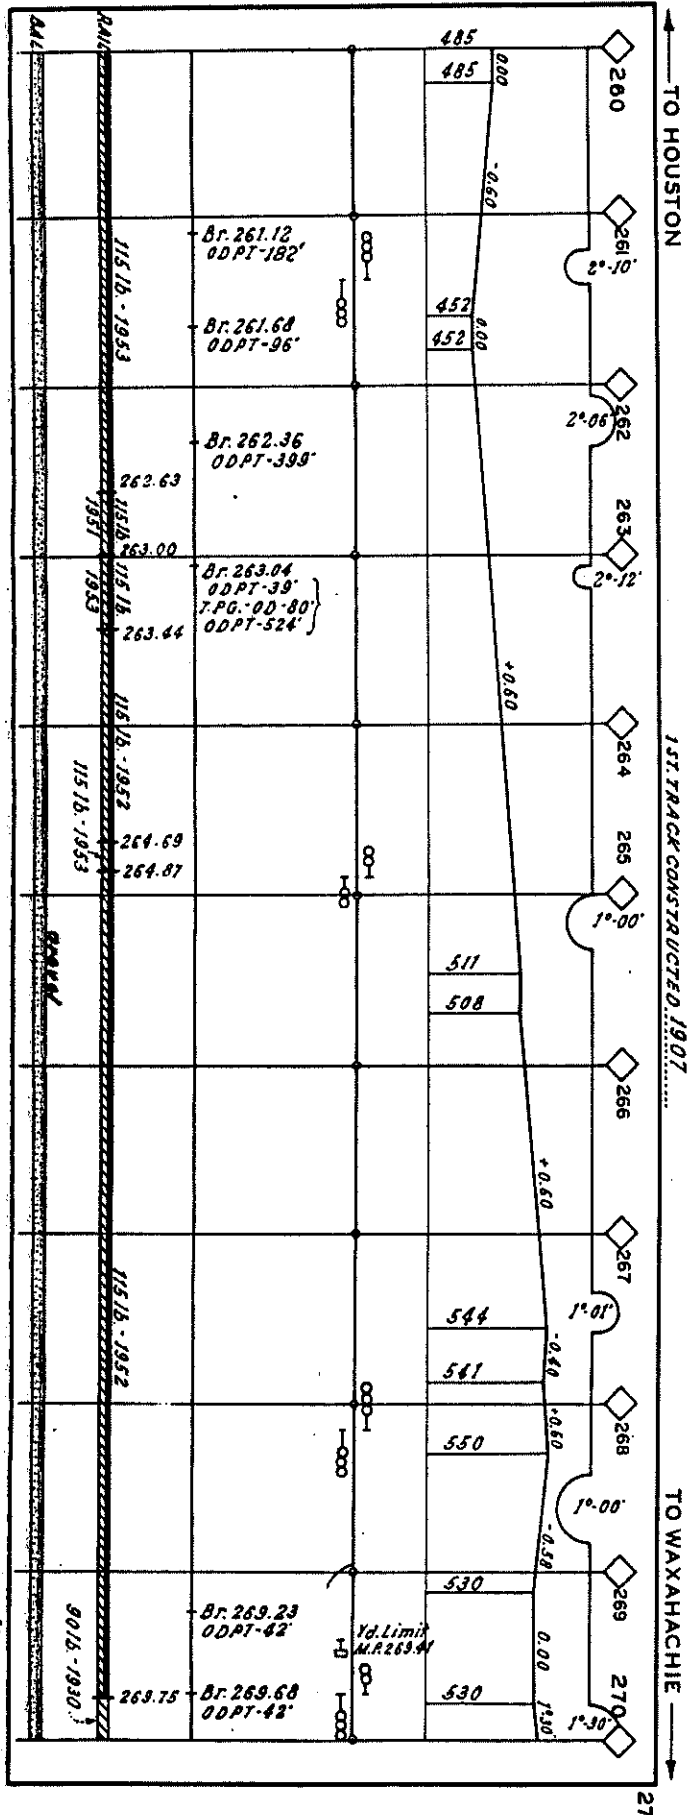 TO HOUSTON
1ST. TRACK CONSTRUCTED 1907
TO WAXAHACHIE
260
261
262
263
264
265
266
267
268
269
270
27
2°-10'
2°-06'
2°-12'
1°-00'
1°-01'
1°-00'
1°-30'
485
0.00
485
-0.60
452
0.00
452
+0.60
511
508
+0.60
544
-0.40
541
+0.60
550
-0.58
530
0.00
530
1°30'
Yd. Limit
M.P. 269.41
Br. 261.12
ODPT-182'
Br. 261.68
ODPT-96'
Br. 262.36
ODPT-399'
Br. 263.04
ODPT-39'
T.P.G.-OD-80'
ODPT-524'
Br. 269.23
ODPT-42'
Br. 269.68
ODPT-42'
RAIL
115 lb. - 1953
262.63
115 lb.
1951
263.00
115 lb.
1953
263.44
115 lb. - 1952
264.69
115 lb. - 1953
264.87
115 lb. - 1952
269.75
90 lb. - 1930
BAL